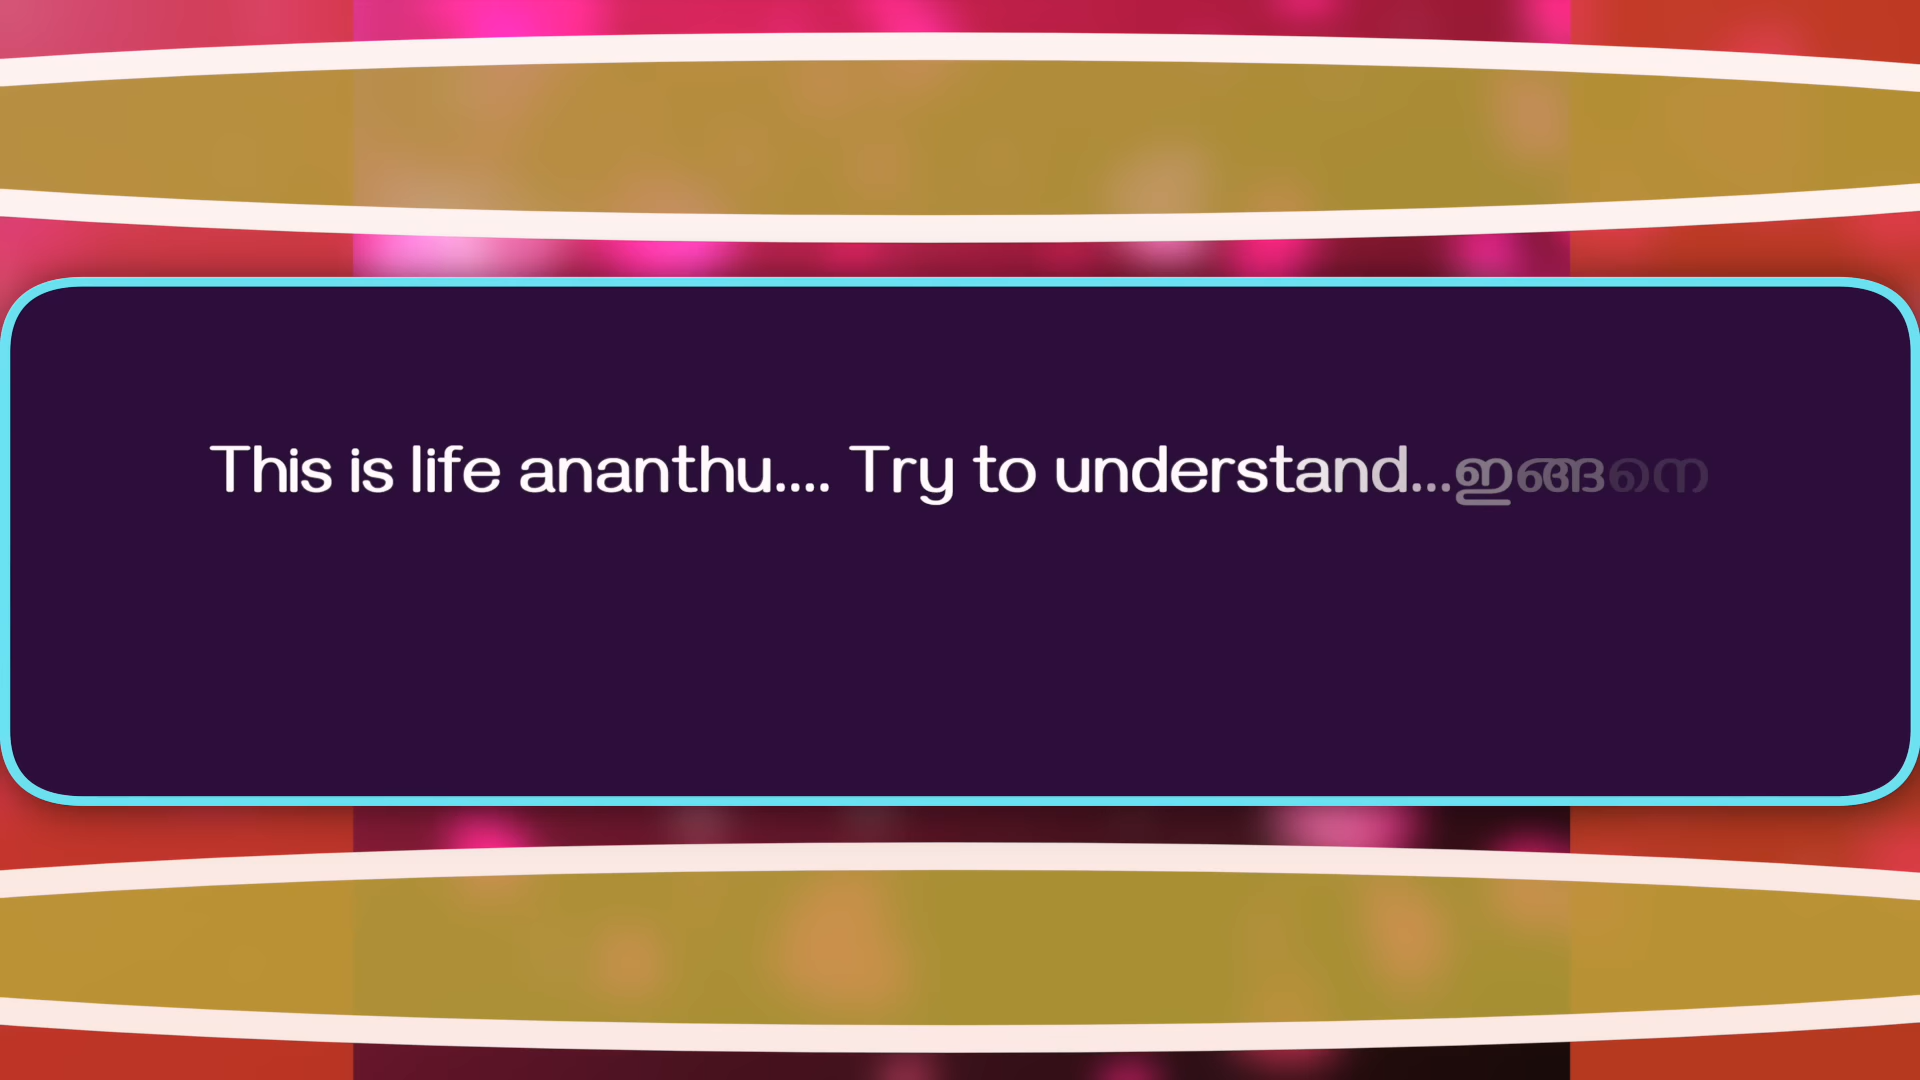 This is life ananthu.... Try to understand...ഇങ്ങനെ